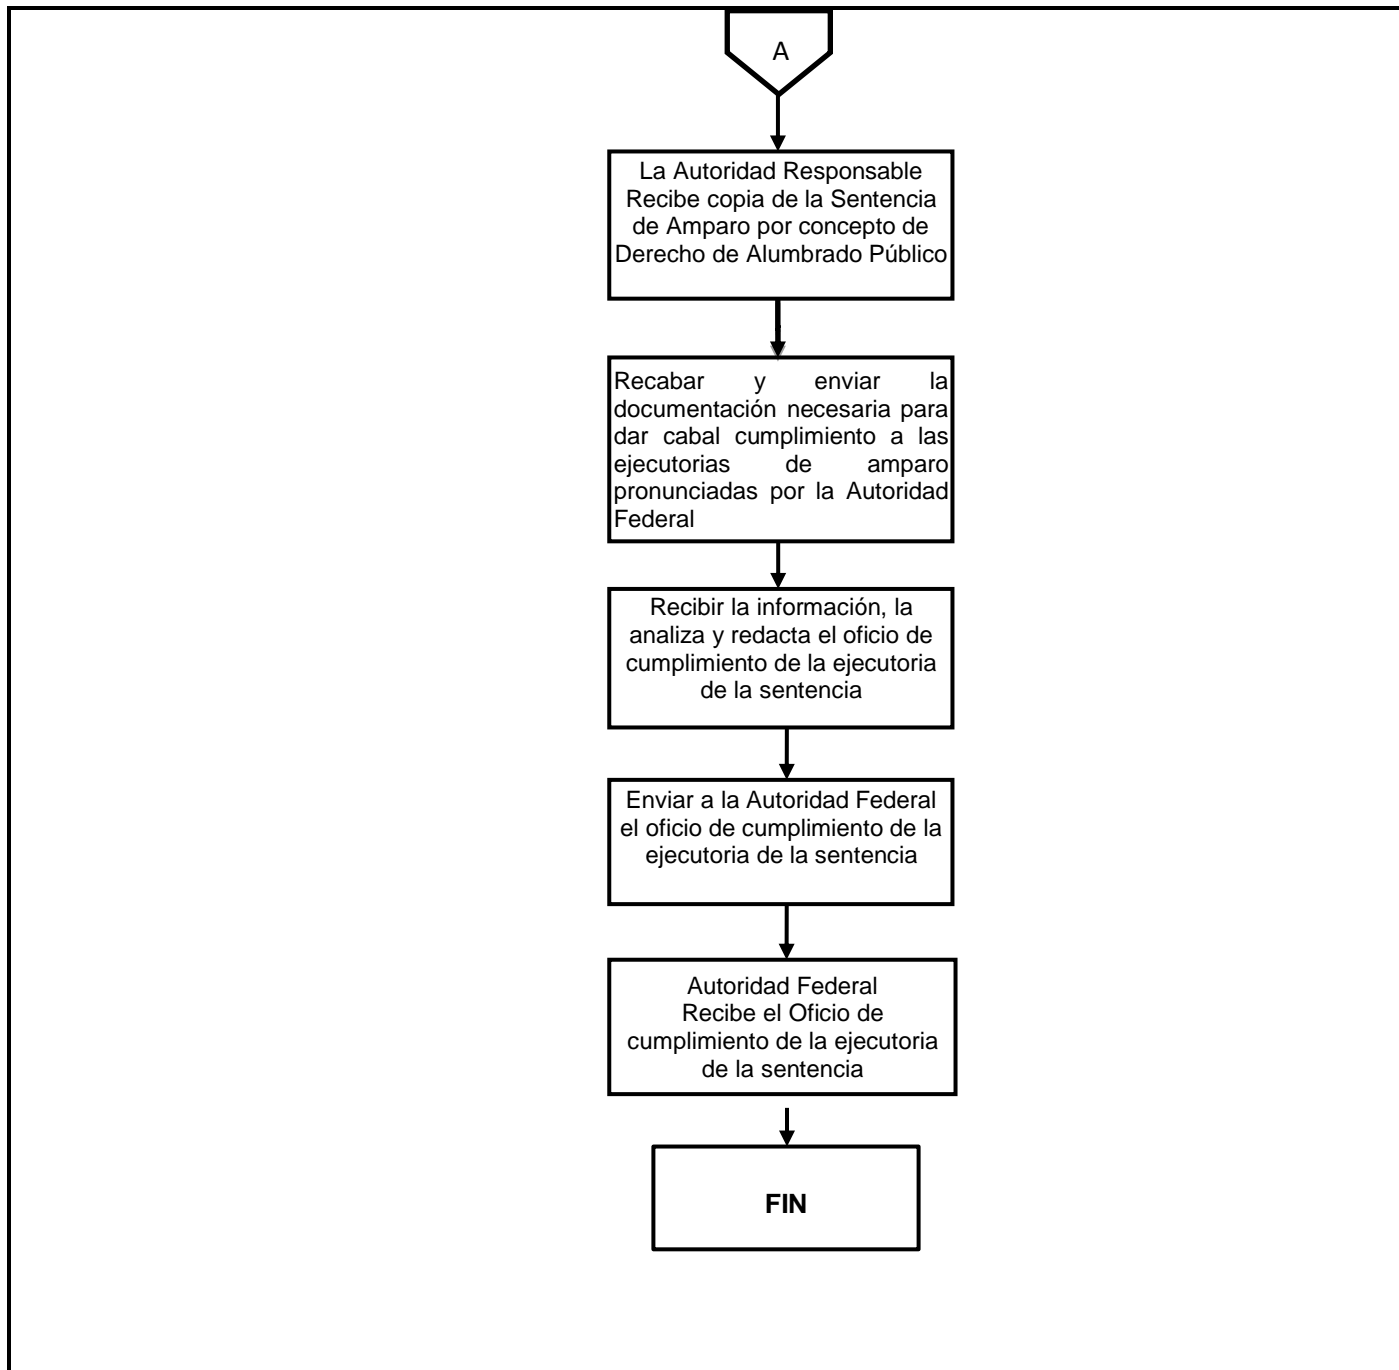 A
La Autoridad Responsable
Recibe copia de la Sentencia
de Amparo por concepto de
Derecho de Alumbrado Público
Recabar y enviar la
documentación necesaria para
dar cabal cumplimiento a las
ejecutorias de amparo
pronunciadas por la Autoridad
Federal
Recibir la información, la
analiza y redacta el oficio de
cumplimiento de la ejecutoria
de la sentencia
Enviar a la Autoridad Federal
el oficio de cumplimiento de la
ejecutoria de la sentencia
Autoridad Federal
Recibe el Oficio de
cumplimiento de la ejecutoria
de la sentencia
FIN